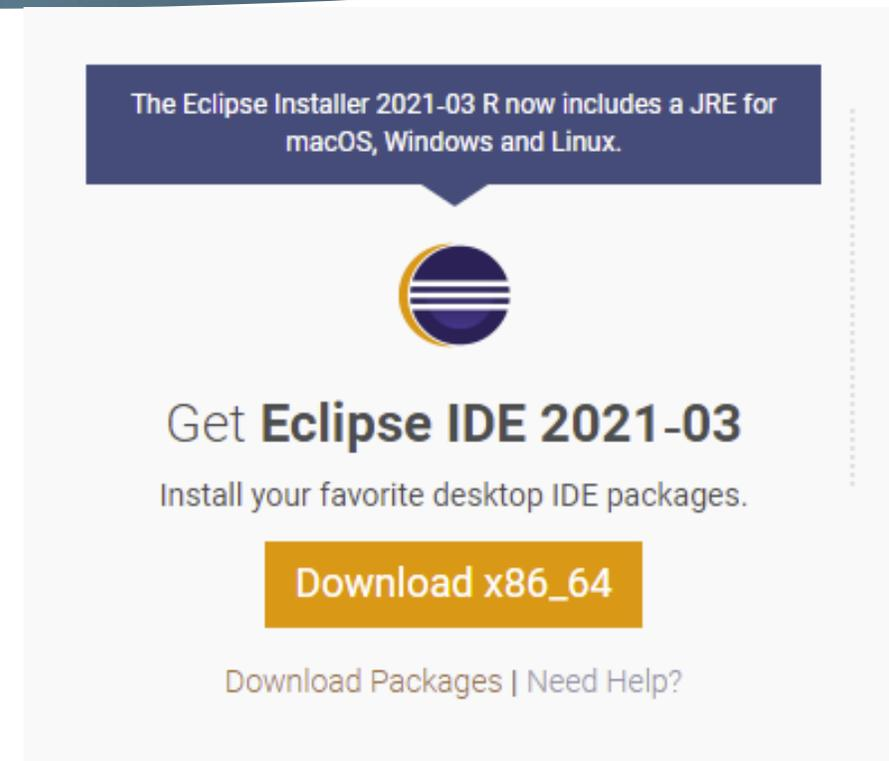 The Eclipse Installer 2021-03 R now includes a JRE for
macOS, Windows and Linux.
Get Eclipse IDE 2021-03
Install your favorite desktop IDE packages.
Download x86_64
Download Packages | Need Help?